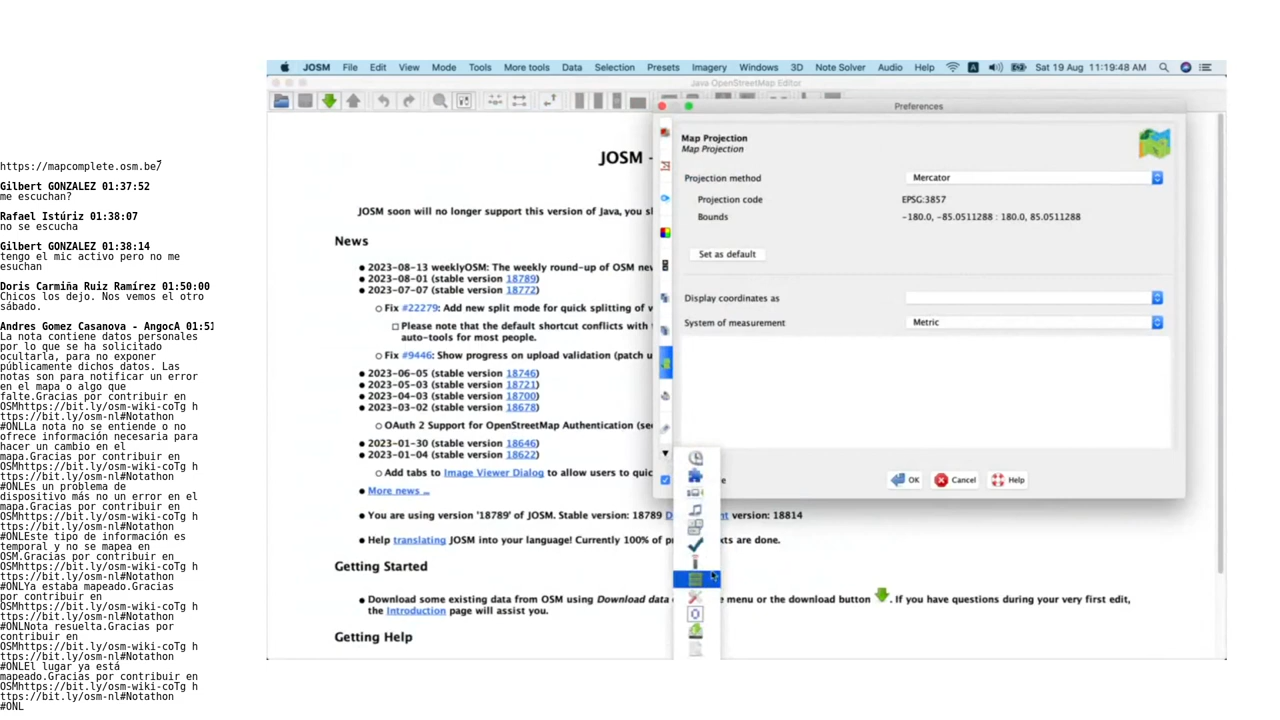 https://mapcomplete.osm.be/
Gilbert GONZALEZ 01:37:52
me escuchan?
Rafael Istúriz 01:38:07
no se escucha
Gilbert GONZALEZ 01:38:14
tengo el mic activo pero no me
esuchan
Doris Carmiña Ruiz Ramírez 01:50:00
Chicos los dejo. Nos vemos el otro
sábado.
Andres Gomez Casanova - AngocA 01:51
La nota contiene datos personales
por lo que se ha solicitado
ocultarla, para no exponer
públicamente dichos datos. Las
notas son para notificar un error
en el mapa o algo que
falte.Gracias por contribuir en
OSMhttps://bit.ly/osm-wiki-coTg h
ttps://bit.ly/osm-nl#Notathon
#ONLLa nota no se entiende o no
ofrece información necesaria para
hacer un cambio en el
mapa.Gracias por contribuir en
OSMhttps://bit.ly/osm-wiki-coTg h
ttps://bit.ly/osm-nl#Notathon
#ONLEs un problema de
dispositivo más no un error en el
mapa.Gracias por contribuir en
OSMhttps://bit.ly/osm-wiki-coTg h
ttps://bit.ly/osm-nl#Notathon
#ONLEste tipo de información es
temporal y no se mapea en
OSM.Gracias por contribuir en
OSMhttps://bit.ly/osm-wiki-coTg h
ttps://bit.ly/osm-nl#Notathon
#ONLYa estaba mapeado.Gracias
por contribuir en
OSMhttps://bit.ly/osm-wiki-coTg h
ttps://bit.ly/osm-nl#Notathon
#ONLNota resuelta.Gracias por
contribuir en
OSMhttps://bit.ly/osm-wiki-coTg h
ttps://bit.ly/osm-nl#Notathon
#ONLEl lugar ya está
mapeado.Gracias por contribuir en
OSMhttps://bit.ly/osm-wiki-coTg h
ttps://bit.ly/osm-nl#Notathon
#ONL
JOSM File Edit View Mode Tools More tools Data Selection Presets Imagery Windows 3D Note Solver Audio Help Sat 19 Aug 11:19:48 AM
Java OpenStreetMap Editor
JOSM -
JOSM soon will no longer support this version of Java, you s
News
2023-08-13 weeklyOSM: The weekly round-up of OSM new
2023-08-01 (stable version 18789)
2023-07-07 (stable version 18772)
Fix #22279: Add new split mode for quick splitting of
Please note that the default shortcut conflicts with
auto-tools for most people.
Fix #9446: Show progress on upload validation (patch
2023-06-05 (stable version 18746)
2023-05-03 (stable version 18721)
2023-04-03 (stable version 18700)
2023-03-02 (stable version 18678)
OAuth 2 Support for OpenStreetMap Authentication (see
2023-01-30 (stable version 18646)
2023-01-04 (stable version 18622)
Add tabs to Image Viewer Dialog to allow users to quic
More news ...
You are using version '18789' of JOSM. Stable version: 18789 D nt version: 18814
Help translating JOSM into your language! Currently 100% of xts are done.
Getting Started
Download some existing data from OSM using Download data menu or the download button . If you have questions during your very first edit,
the Introduction page will assist you.
Getting Help
Preferences
Map Projection
Map Projection
Projection method Mercator
Projection code EPSG:3857
Bounds -180.0, -85.0511288 : 180.0, 85.0511288
Set as default
Display coordinates as
System of measurement Metric
OK Cancel Help